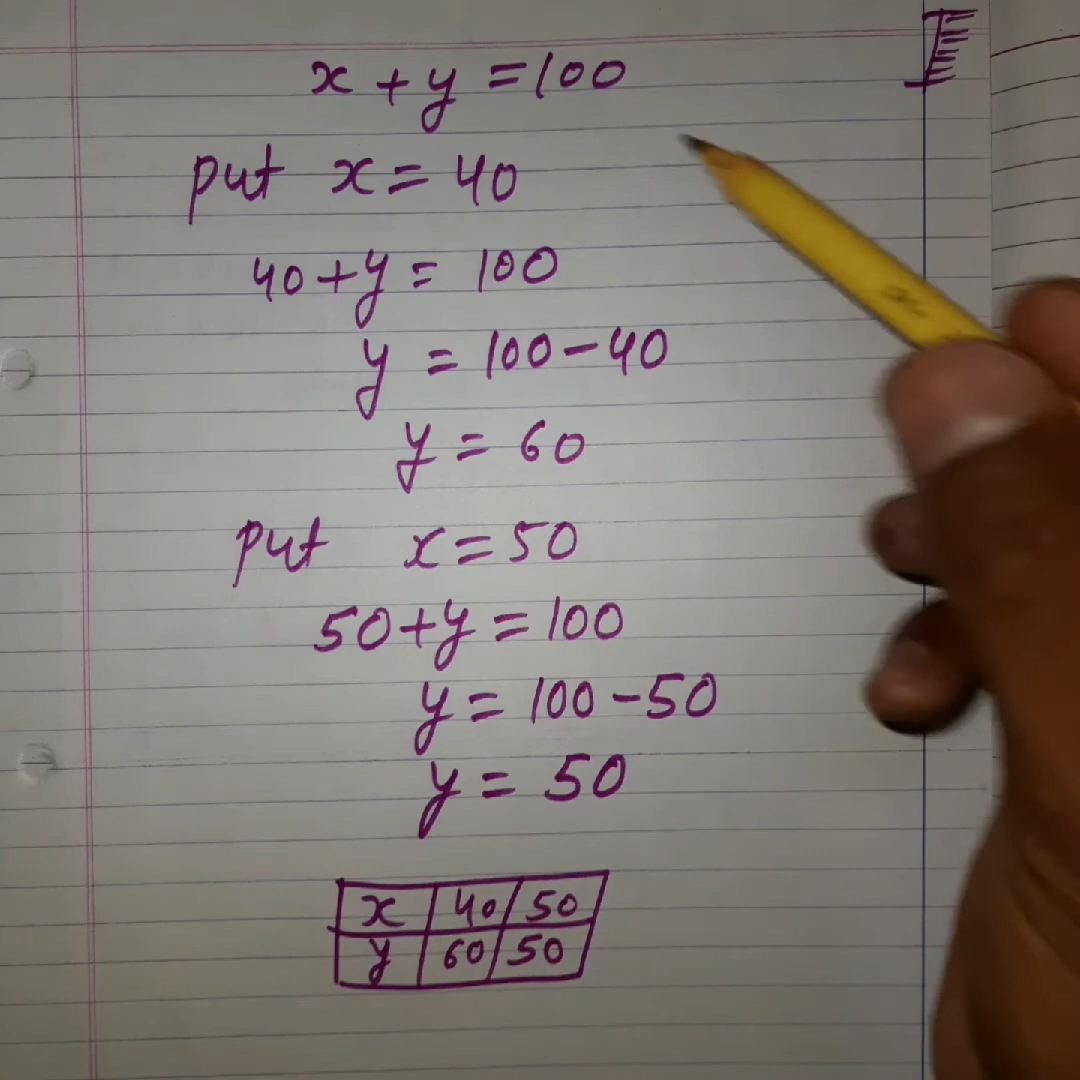 x + y = 100
put x = 40
40 + y = 100
y = 100 - 40
y = 60
put x = 50
50 + y = 100
y = 100 - 50
y = 50
x 40 50
y 60 50